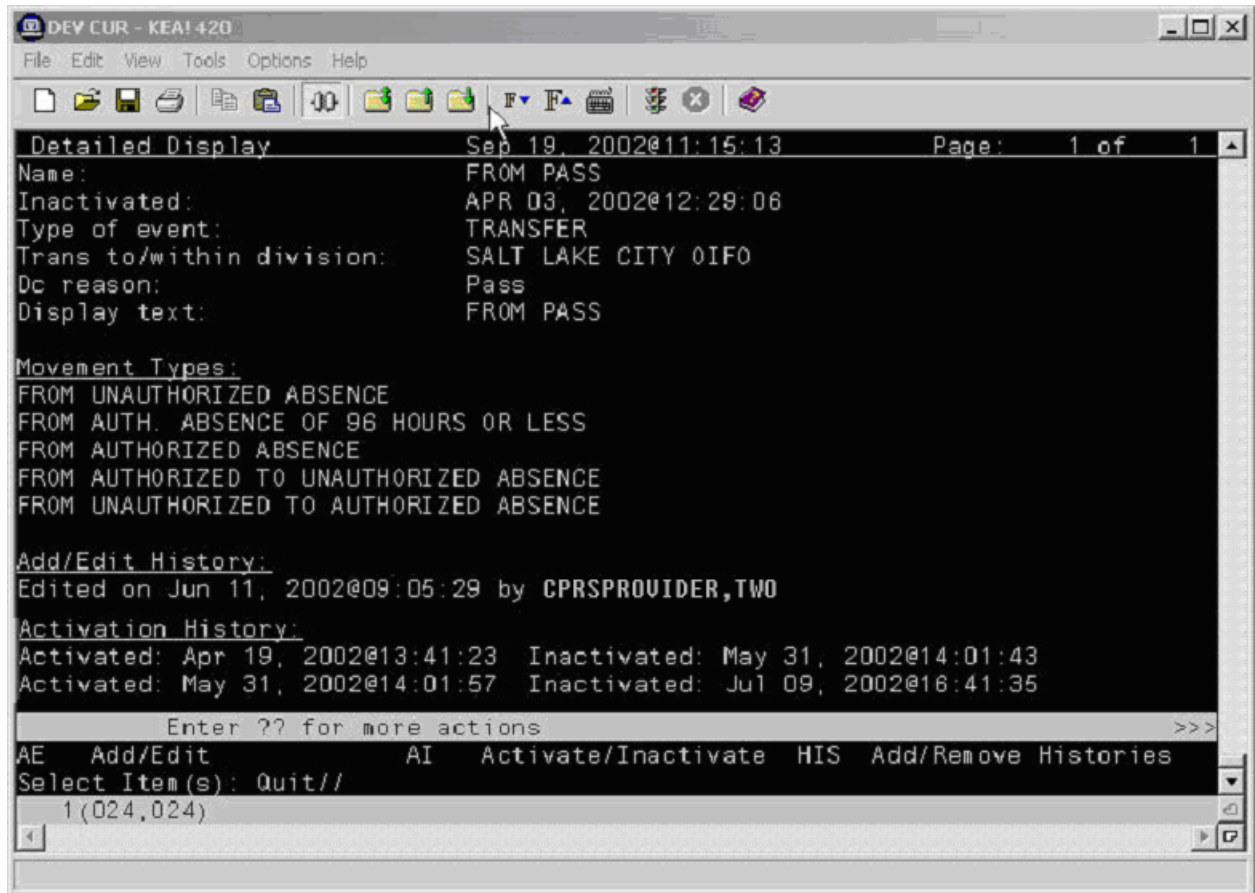 DEV CUR - KEA! 420
File Edit View Tools Options Help
Detailed Display Sep 19, 2002@11:15:13 Page: 1 of 1
Name: FROM PASS
Inactivated: APR 03, 2002@12:29:06
Type of event: TRANSFER
Trans to/within division: SALT LAKE CITY OIFO
Dc reason: Pass
Display text: FROM PASS
Movement Types:
FROM UNAUTHORIZED ABSENCE
FROM AUTH. ABSENCE OF 96 HOURS OR LESS
FROM AUTHORIZED ABSENCE
FROM AUTHORIZED TO UNAUTHORIZED ABSENCE
FROM UNAUTHORIZED TO AUTHORIZED ABSENCE
Add/Edit History:
Edited on Jun 11, 2002@09:05:29 by CPRSPROVIDER,TWO
Activation History:
Activated: Apr 19, 2002@13:41:23 Inactivated: May 31, 2002@14:01:43
Activated: May 31, 2002@14:01:57 Inactivated: Jul 09, 2002@16:41:35
Enter ?? for more actions >>>
AE Add/Edit AI Activate/Inactivate HIS Add/Remove Histories
Select Item(s): Quit//
1(024,024)